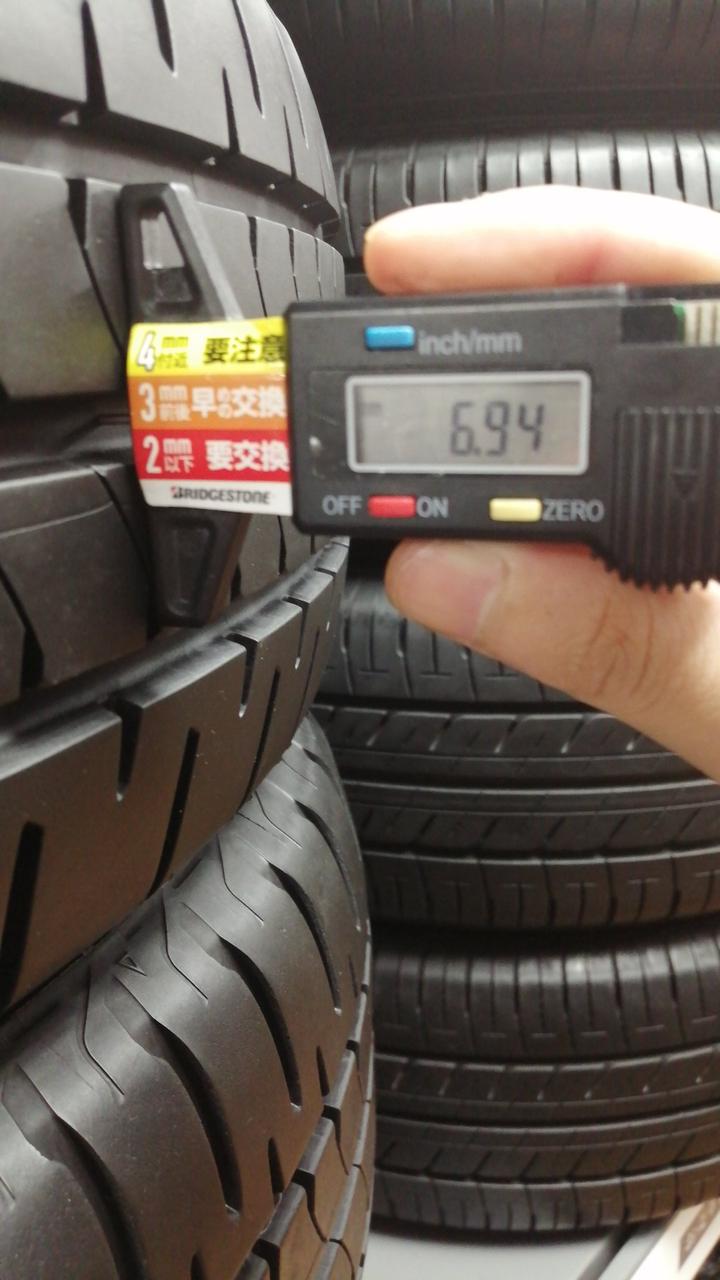 4mm付近 要注意
3mm前後 早めの交換
2mm以下 要交換
BRIDGESTONE
inch/mm
6.94
OFF ON ZERO